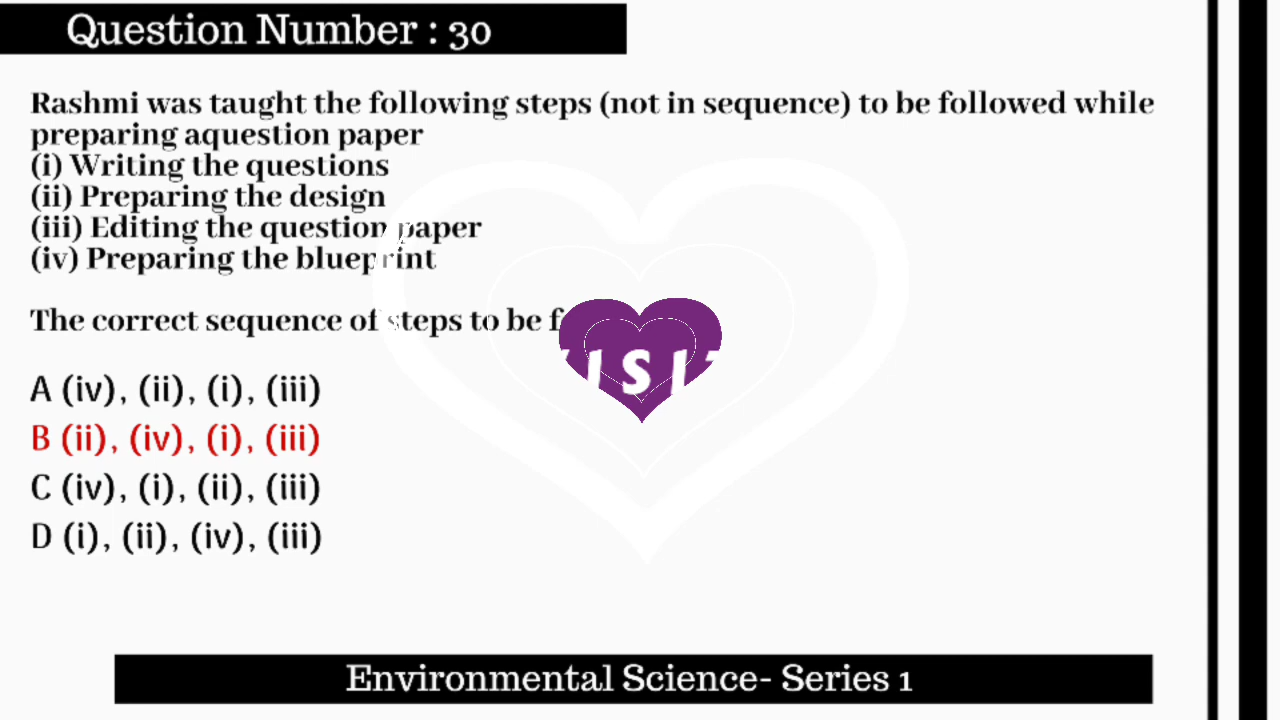 Question Number : 30
Rashmi was taught the following steps (not in sequence) to be followed while
preparing aquestion paper
(i) Writing the questions
(ii) Preparing the design
(iii) Editing the question paper
(iv) Preparing the blueprint
The correct sequence of steps to be
A (iv), (ii), (i), (iii)
B (ii), (iv), (i), (iii)
C (iv), (i), (ii), (iii)
D (i), (ii), (iv), (iii)
Environmental Science- Series 1